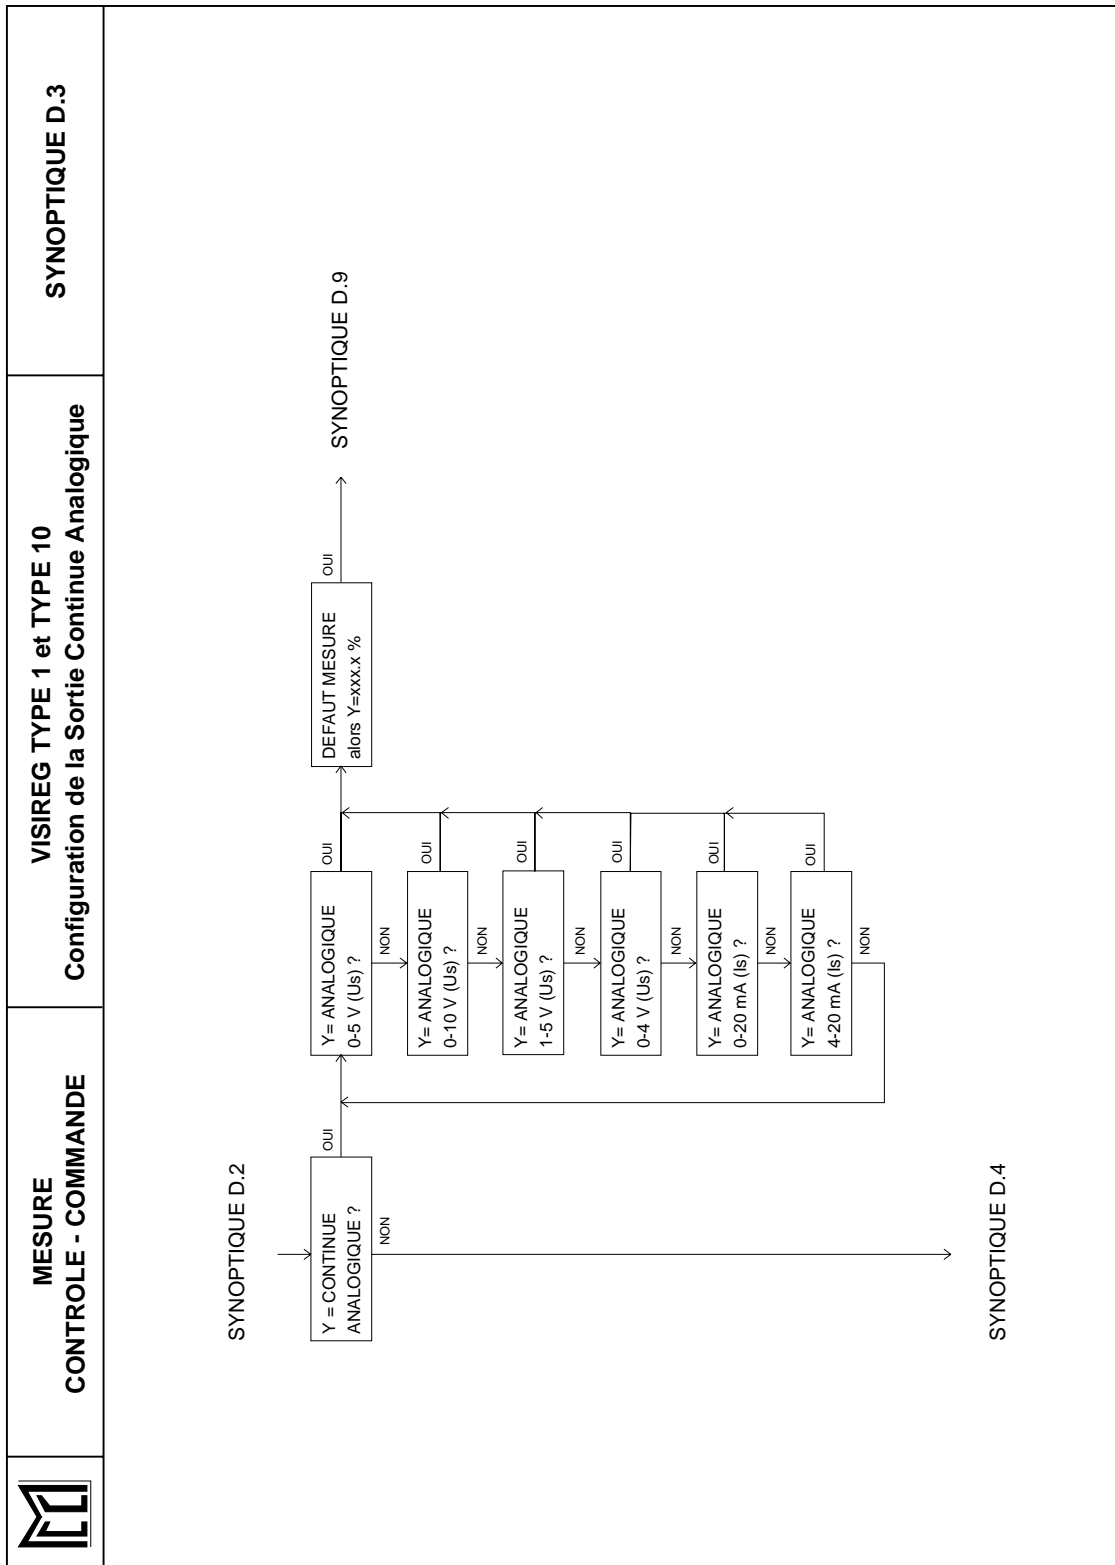 MESURE
CONTROLE - COMMANDE
VISIREG TYPE 1 et TYPE 10
Configuration de la Sortie Continue Analogique
SYNOPTIQUE D.3
SYNOPTIQUE D.2
Y = CONTINUE
ANALOGIQUE ?
OUI
NON
SYNOPTIQUE D.4
Y= ANALOGIQUE
0-5 V (Us) ?
OUI
NON
Y= ANALOGIQUE
0-10 V (Us) ?
OUI
NON
Y= ANALOGIQUE
1-5 V (Us) ?
OUI
NON
Y= ANALOGIQUE
0-4 V (Us) ?
OUI
NON
Y= ANALOGIQUE
0-20 mA (Is) ?
OUI
NON
Y= ANALOGIQUE
4-20 mA (Is) ?
OUI
NON
DEFAUT MESURE
alors Y=xxx.x %
OUI
SYNOPTIQUE D.9